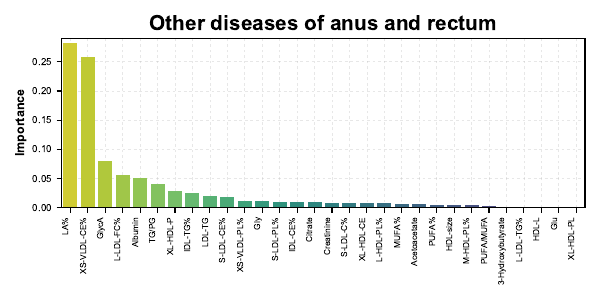 Other diseases of anus and rectum
Importance
0.25
0.20
0.15
0.10
0.05
0.00
LA%
XS-VLDL-CE%
GlycA
L-LDL-FC%
Albumin
TG/PG
XL-HDL-P
IDL-TG%
LDL-TG
S-LDL-CE%
XS-VLDL-PL%
Gly
S-LDL-PL%
IDL-CE%
Citrate
Creatinine
S-LDL-C%
XL-HDL-CE
L-HDL-PL%
MUFA%
Acetoacetate
PUFA%
HDL-size
M-HDL-PL%
PUFA/MUFA
3-Hydroxybutyrate
L-LDL-TG%
HDL-L
Glu
XL-HDL-PL